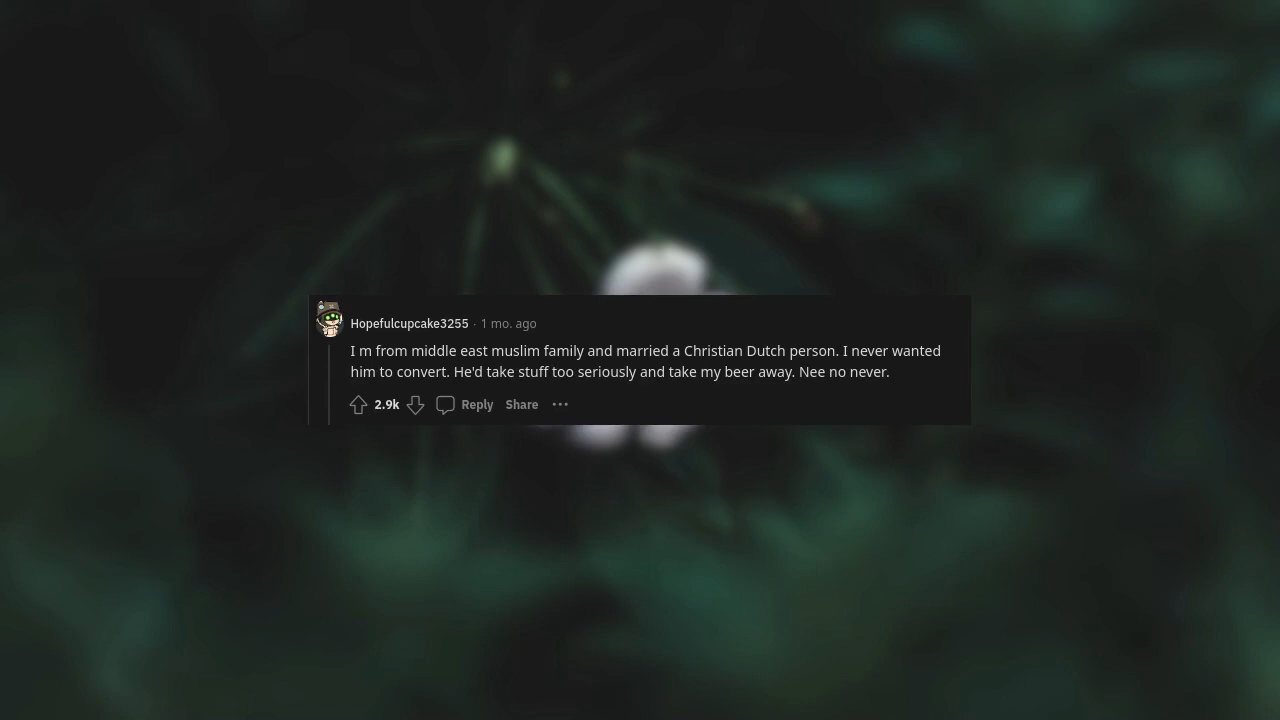 Hopefulcupcake3255 · 1 mo. ago
I m from middle east muslim family and married a Christian Dutch person. I never wanted
him to convert. He'd take stuff too seriously and take my beer away. Nee no never.
2.9k Reply Share ···